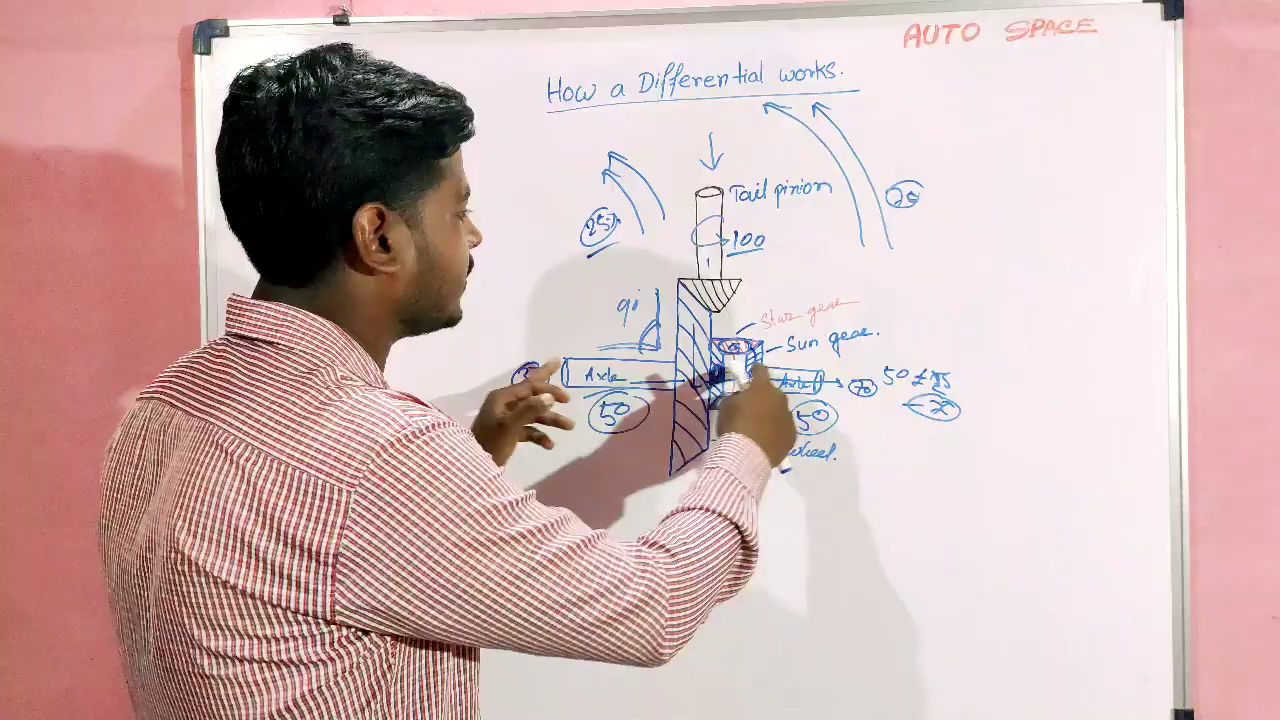 AUTO SPACE
How a Differential works.
Tail pinion
100
25
90
Star gear
Sun gear.
Axle
50
Axle
50
50
wheel.